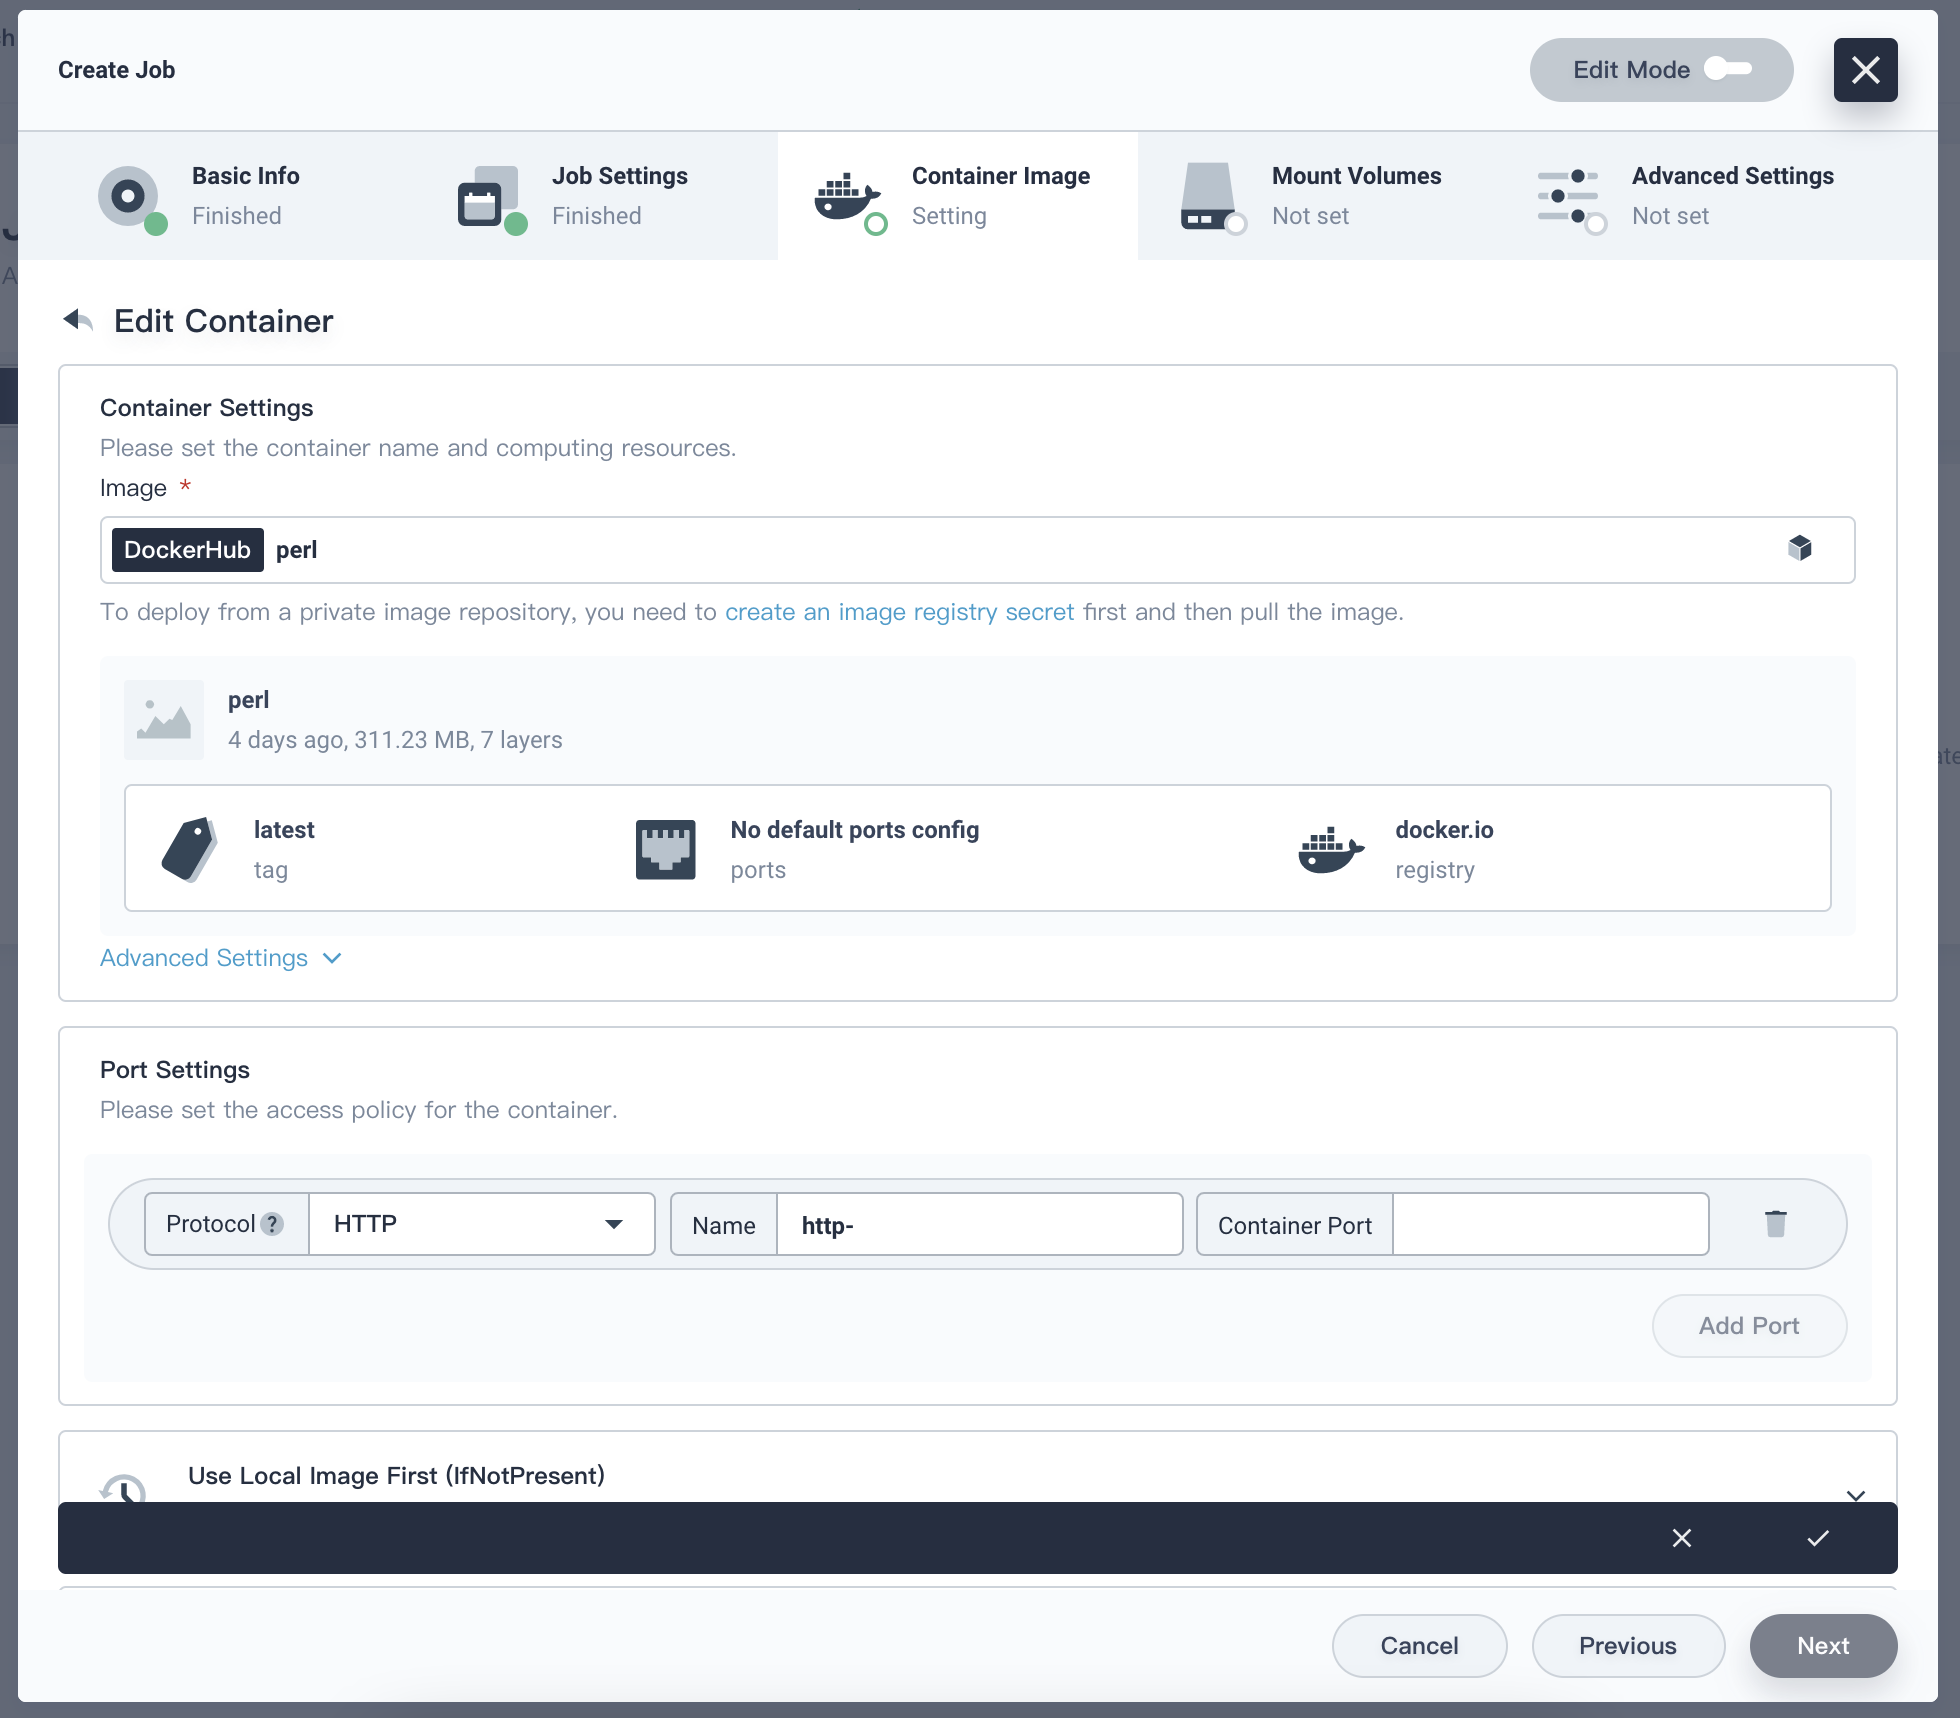 Create Job
Edit Mode
Basic Info
Finished
Job Settings
Finished
Container Image
Setting
Mount Volumes
Not set
Advanced Settings
Not set
Edit Container
Container Settings
Please set the container name and computing resources.
Image *
DockerHub perl
To deploy from a private image repository, you need to create an image registry secret first and then pull the image.
perl
4 days ago, 311.23 MB, 7 layers
latest
tag
No default ports config
ports
docker.io
registry
Advanced Settings
Port Settings
Please set the access policy for the container.
Protocol ? HTTP Name http- Container Port
Add Port
Use Local Image First (IfNotPresent)
Cancel Previous Next